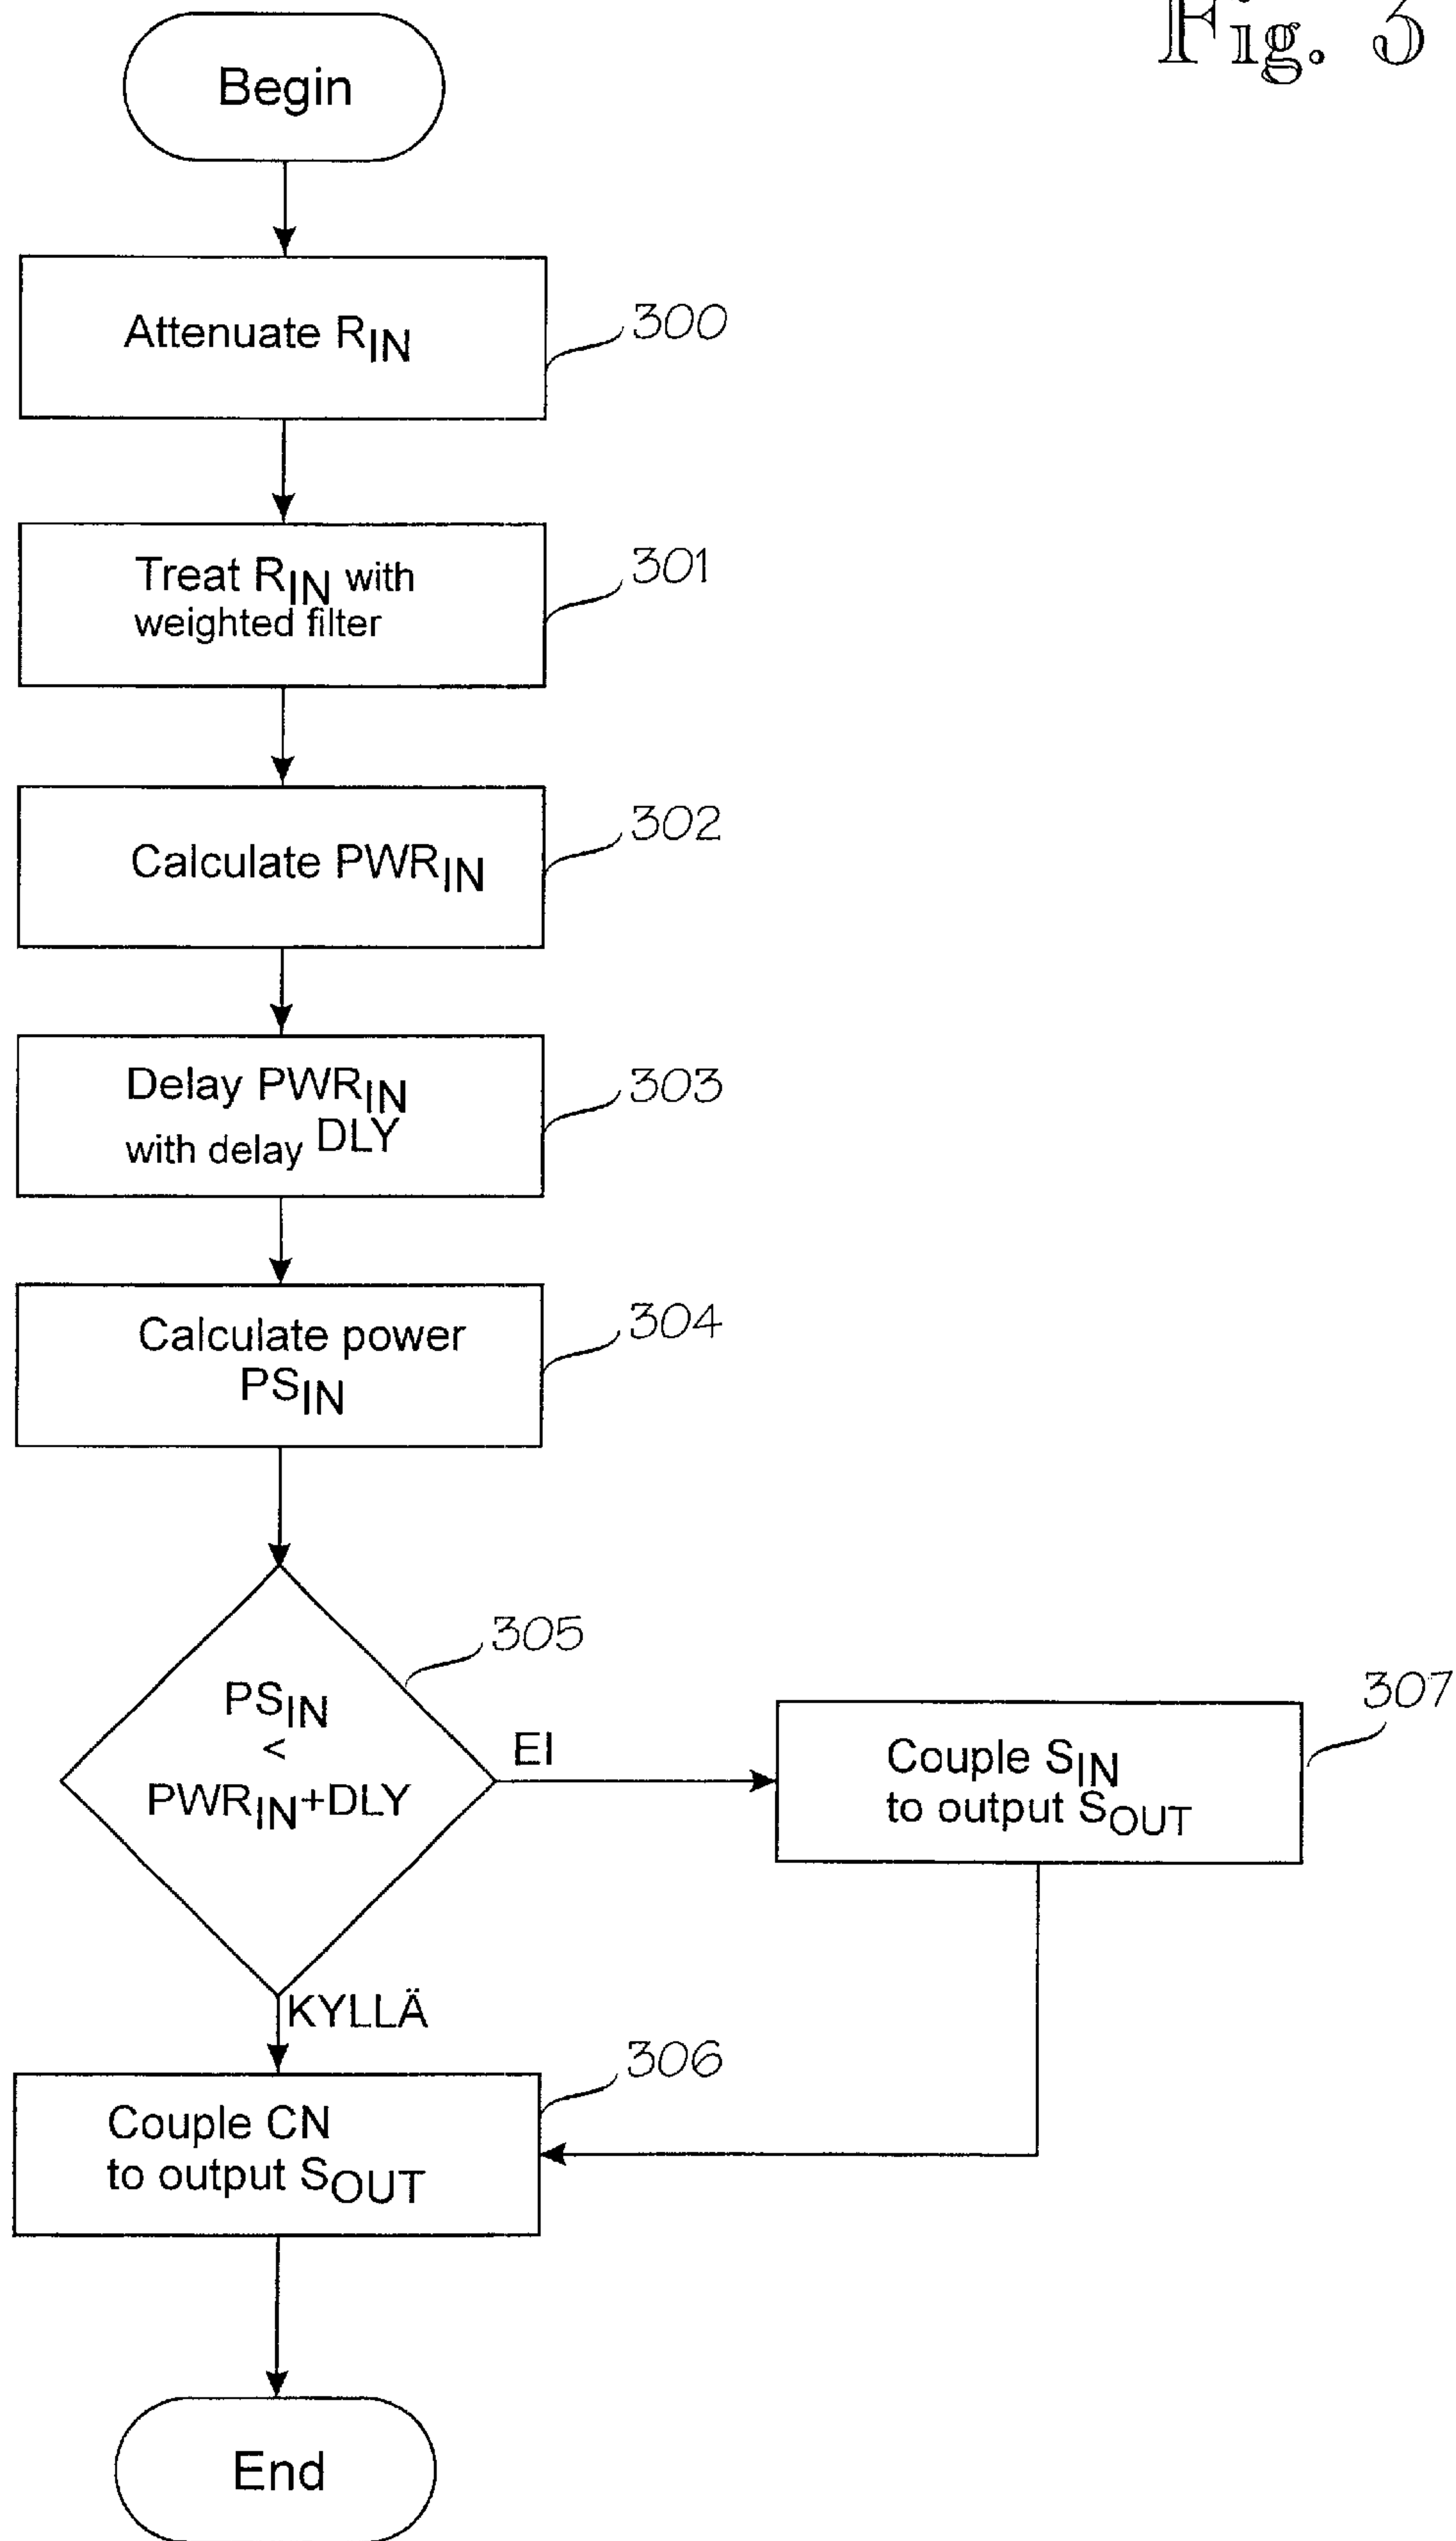 Fig. 3
Begin
Attenuate RIN
300
Treat RIN with
weighted filter
301
Calculate PWRIN
302
Delay PWRIN
with delay DLY
303
Calculate power
PSIN
304
PSIN
<
PWRIN+DLY
305
EI
Couple SIN
to output SOUT
307
KYLLÄ
Couple CN
to output SOUT
306
End